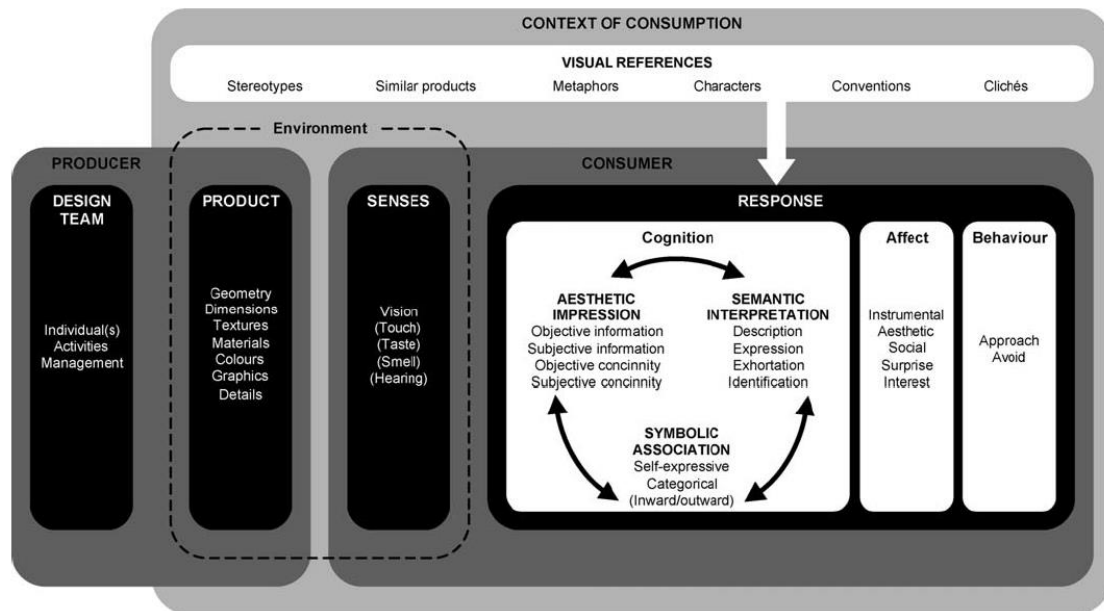 CONTEXT OF CONSUMPTION
VISUAL REFERENCES
Stereotypes Similar products Metaphors Characters Conventions Clichés
Environment
PRODUCER
CONSUMER
DESIGN
TEAM
Individual(s)
Activities
Management
PRODUCT
Geometry
Dimensions
Textures
Materials
Colours
Graphics
Details
SENSES
Vision
(Touch)
(Taste)
(Smell)
(Hearing)
RESPONSE
Cognition
AESTHETIC
IMPRESSION
Objective information
Subjective information
Objective concinnity
Subjective concinnity
SEMANTIC
INTERPRETATION
Description
Expression
Exhortation
Identification
SYMBOLIC
ASSOCIATION
Self-expressive
Categorical
(Inward/outward)
Affect
Instrumental
Aesthetic
Social
Surprise
Interest
Behaviour
Approach
Avoid